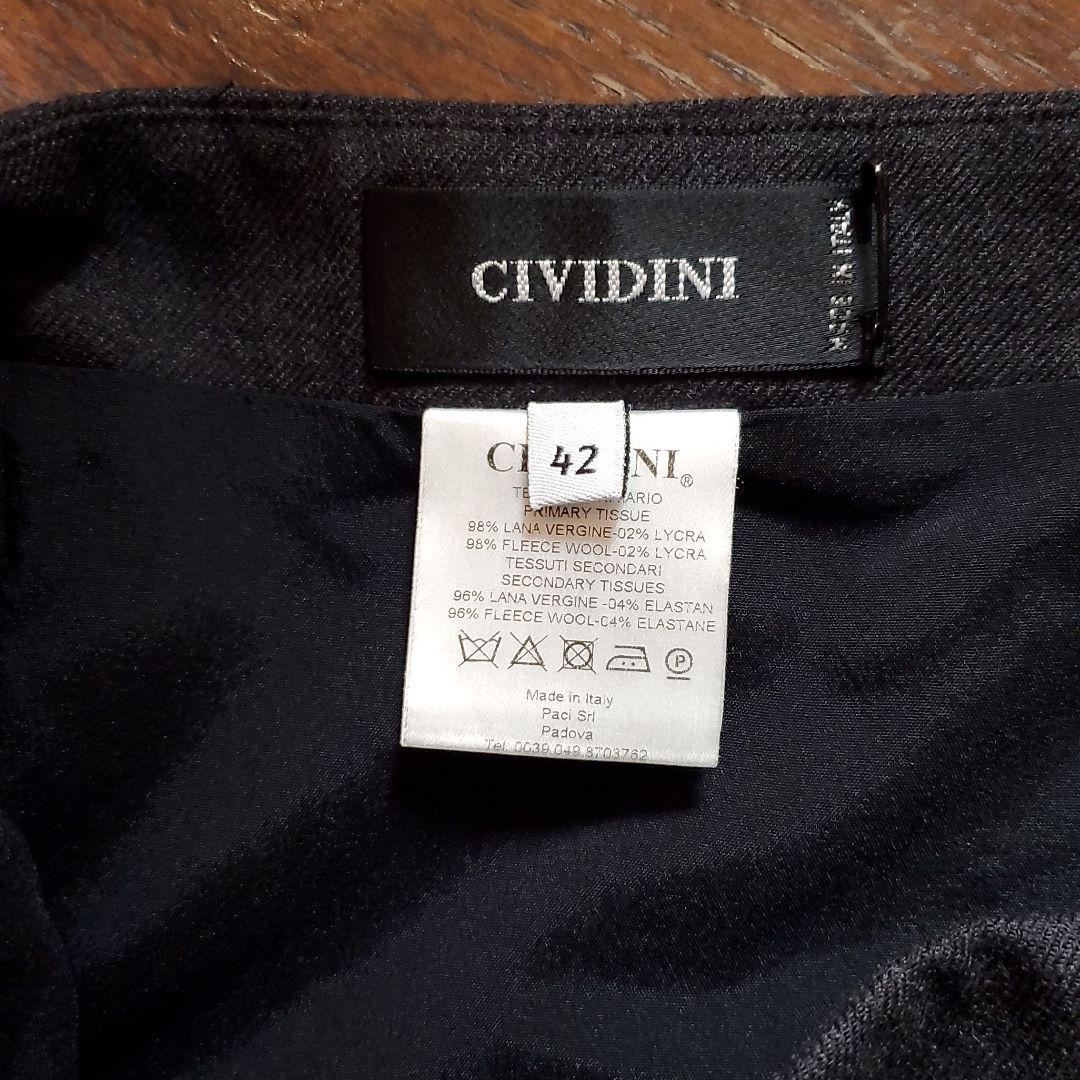 CIVIDINI
MADE IN ITALY
42
PRIMARY TISSUE
98% LANA VERGINE-02% LYCRA
98% FLEECE WOOL-02% LYCRA
TESSUTI SECONDARI
SECONDARY TISSUES
96% LANA VERGINE -04% ELASTAN
96% FLEECE WOOL-04% ELASTANE
P
Made in Italy
Paci Srl
Padova
Tel. 0039.049.8703762